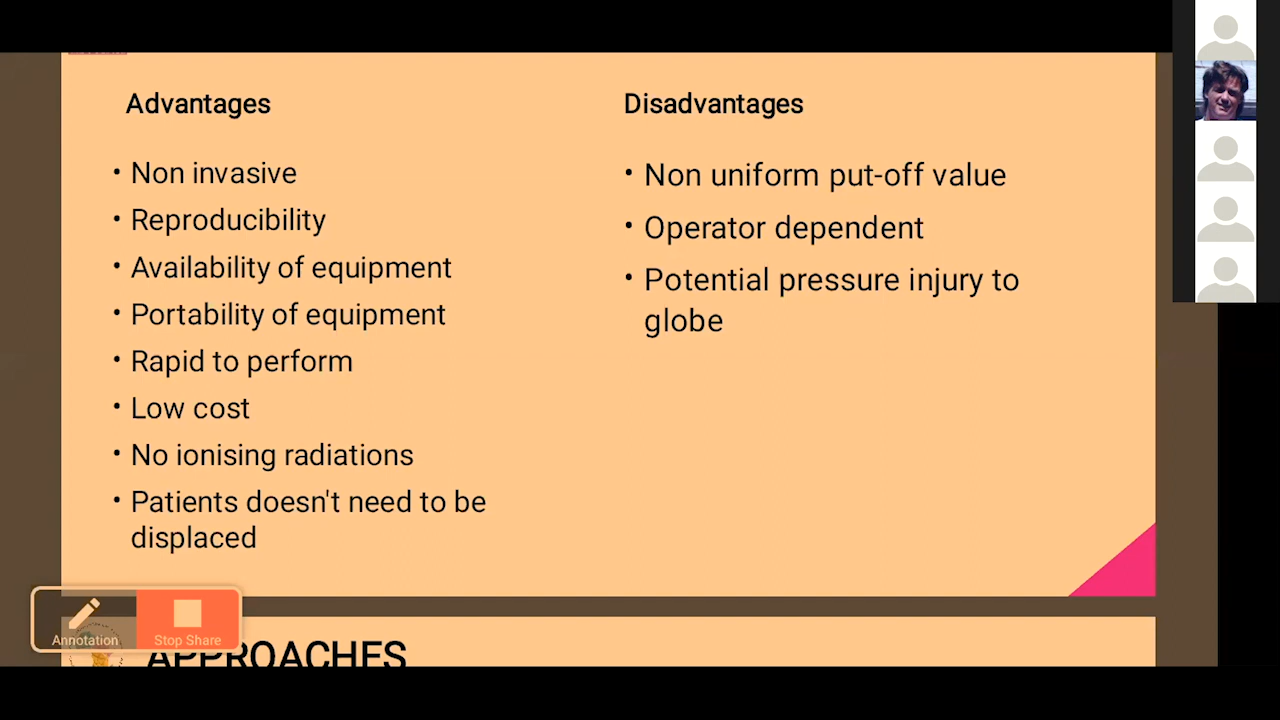 Advantages
Non invasive
Reproducibility
Availability of equipment
Portability of equipment
Rapid to perform
Low cost
No ionising radiations
Patients doesn't need to be
displaced
Disadvantages
Non uniform put-off value
Operator dependent
Potential pressure injury to
globe
Annotation
Stop Share
APPROACHES